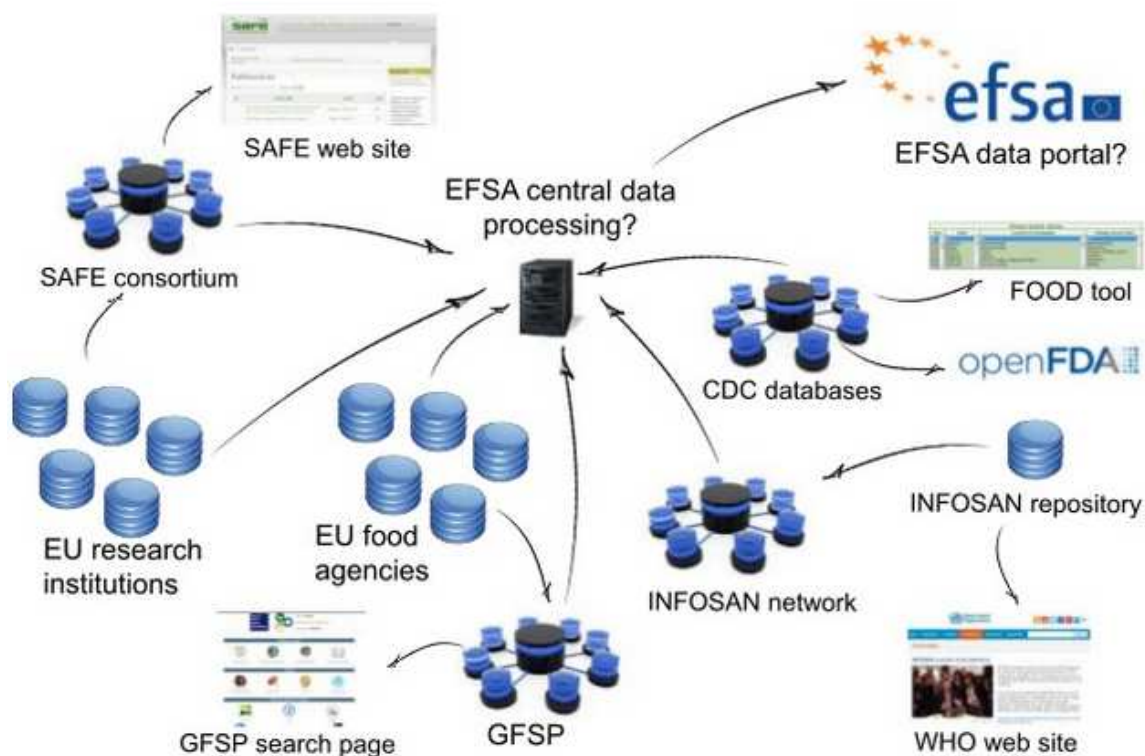 safe
SAFE web site
efsa
EFSA data portal?
EFSA central data
processing?
SAFE consortium
FOOD tool
CDC databases
openFDA
INFOSAN repository
EU research
institutions
EU food
agencies
INFOSAN network
GFSP search page
GFSP
WHO web site